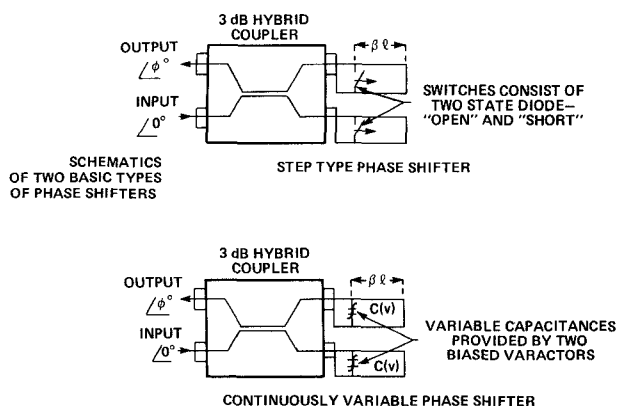 3 dB HYBRID
COUPLER
OUTPUT
∠ϕ°
INPUT
∠0°
β ℓ
SWITCHES CONSIST OF
TWO STATE DIODE—
"OPEN" AND "SHORT"
SCHEMATICS
OF TWO BASIC TYPES
OF PHASE SHIFTERS
STEP TYPE PHASE SHIFTER
3 dB HYBRID
COUPLER
OUTPUT
∠ϕ°
INPUT
∠0°
β ℓ
C(v)
C(v)
VARIABLE CAPACITANCES
PROVIDED BY TWO
BIASED VARACTORS
CONTINUOUSLY VARIABLE PHASE SHIFTER